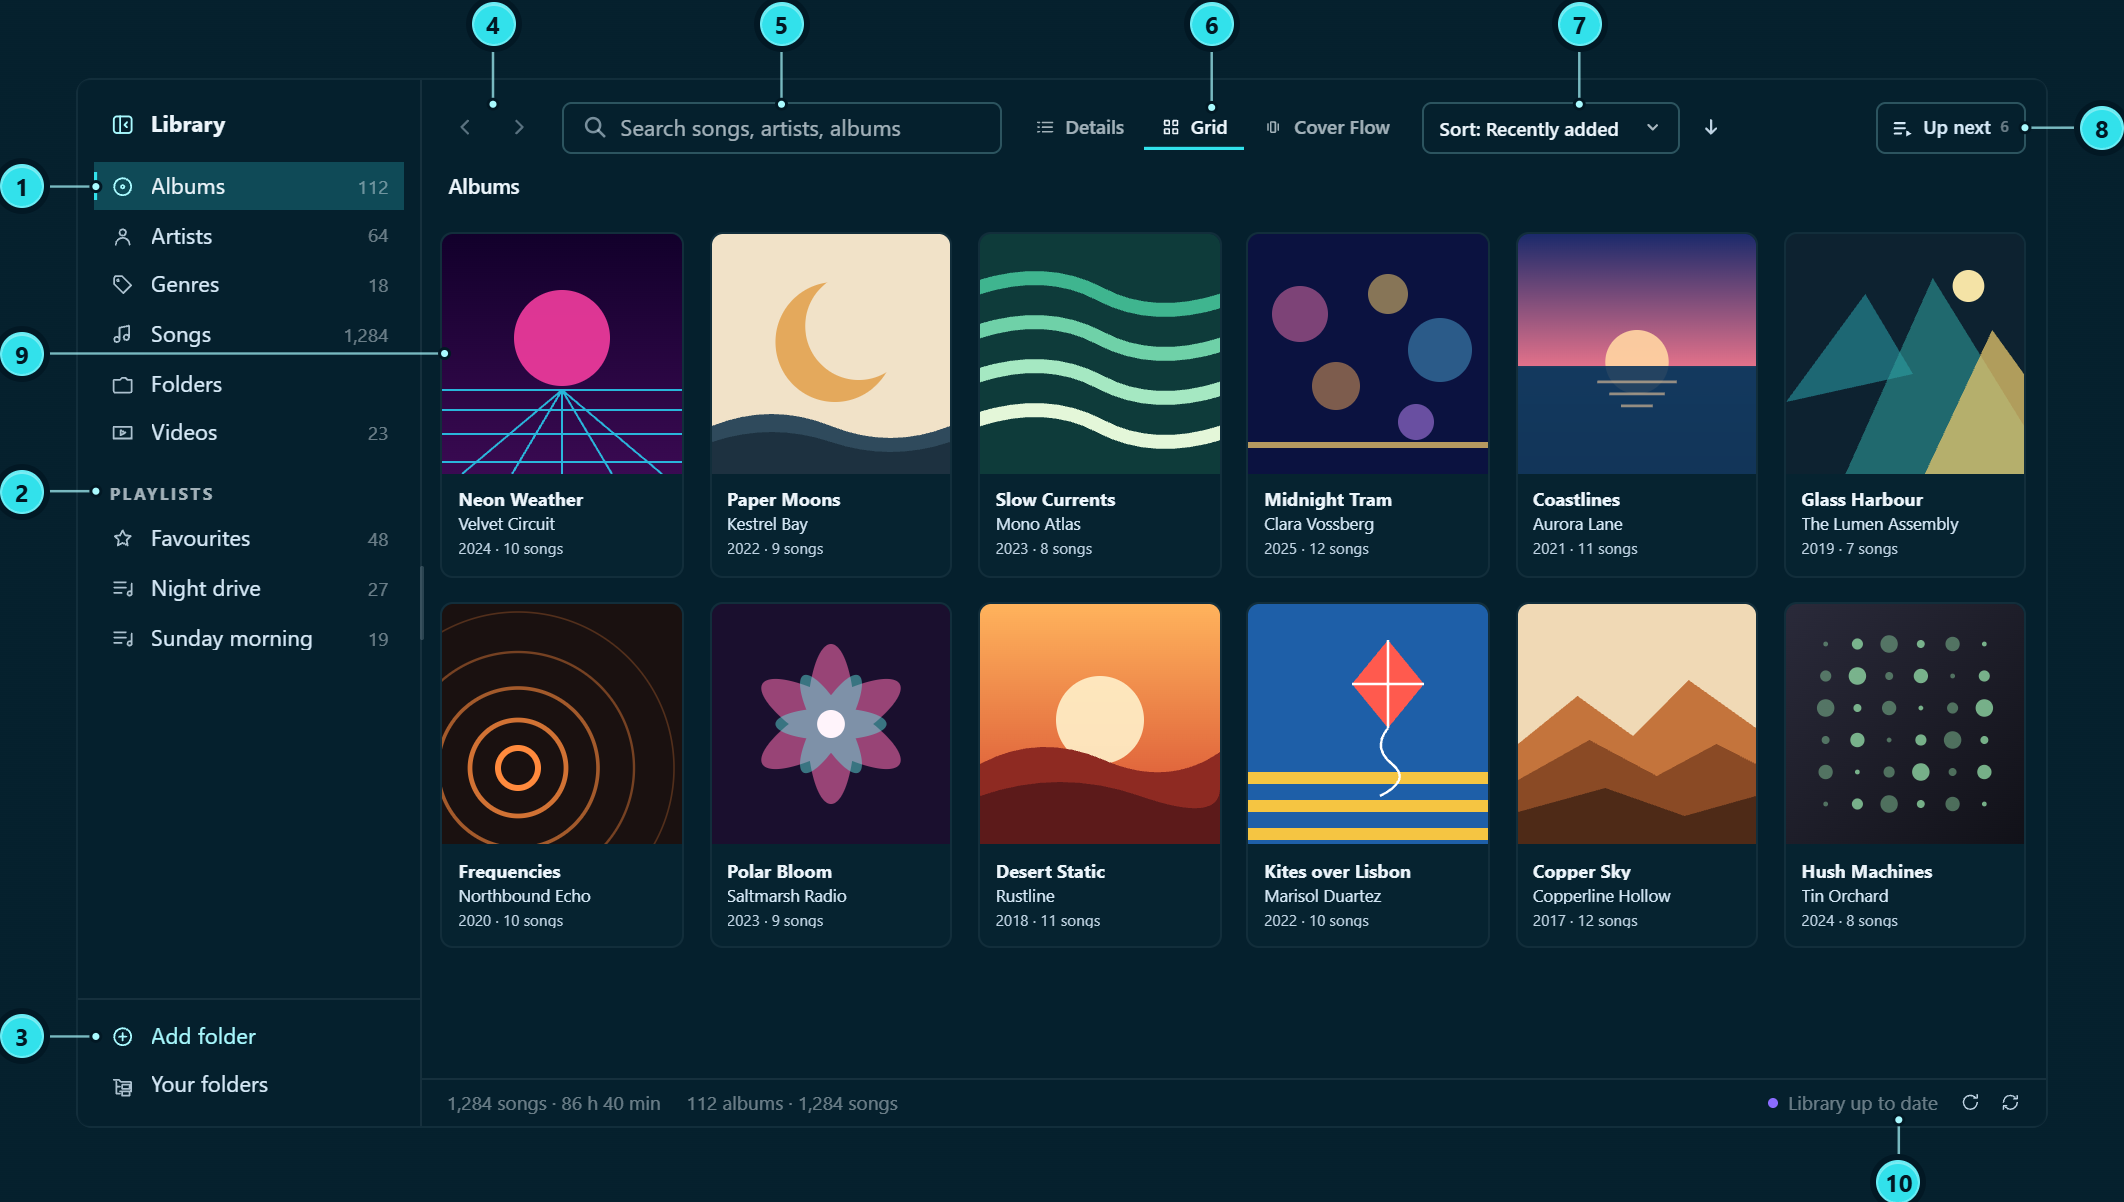 4
5
6
7
8
Library
Details
Grid
Cover Flow
Search songs, artists, albums
Sort: Recently added
Up next 6
1
Albums 112
Artists 64
Genres 18
Songs 1,284
9
Folders
Videos 23
2
PLAYLISTS
Favourites 48
Night drive 27
Sunday morning 19
3
Add folder
Your folders
Albums
Neon Weather
Velvet Circuit
2024 · 10 songs
Paper Moons
Kestrel Bay
2022 · 9 songs
Slow Currents
Mono Atlas
2023 · 8 songs
Midnight Tram
Clara Vossberg
2025 · 12 songs
Coastlines
Aurora Lane
2021 · 11 songs
Glass Harbour
The Lumen Assembly
2019 · 7 songs
Frequencies
Northbound Echo
2020 · 10 songs
Polar Bloom
Saltmarsh Radio
2023 · 9 songs
Desert Static
Rustline
2018 · 11 songs
Kites over Lisbon
Marisol Duartez
2022 · 10 songs
Copper Sky
Copperline Hollow
2017 · 12 songs
Hush Machines
Tin Orchard
2024 · 8 songs
1,284 songs · 86 h 40 min
112 albums · 1,284 songs
Library up to date
10